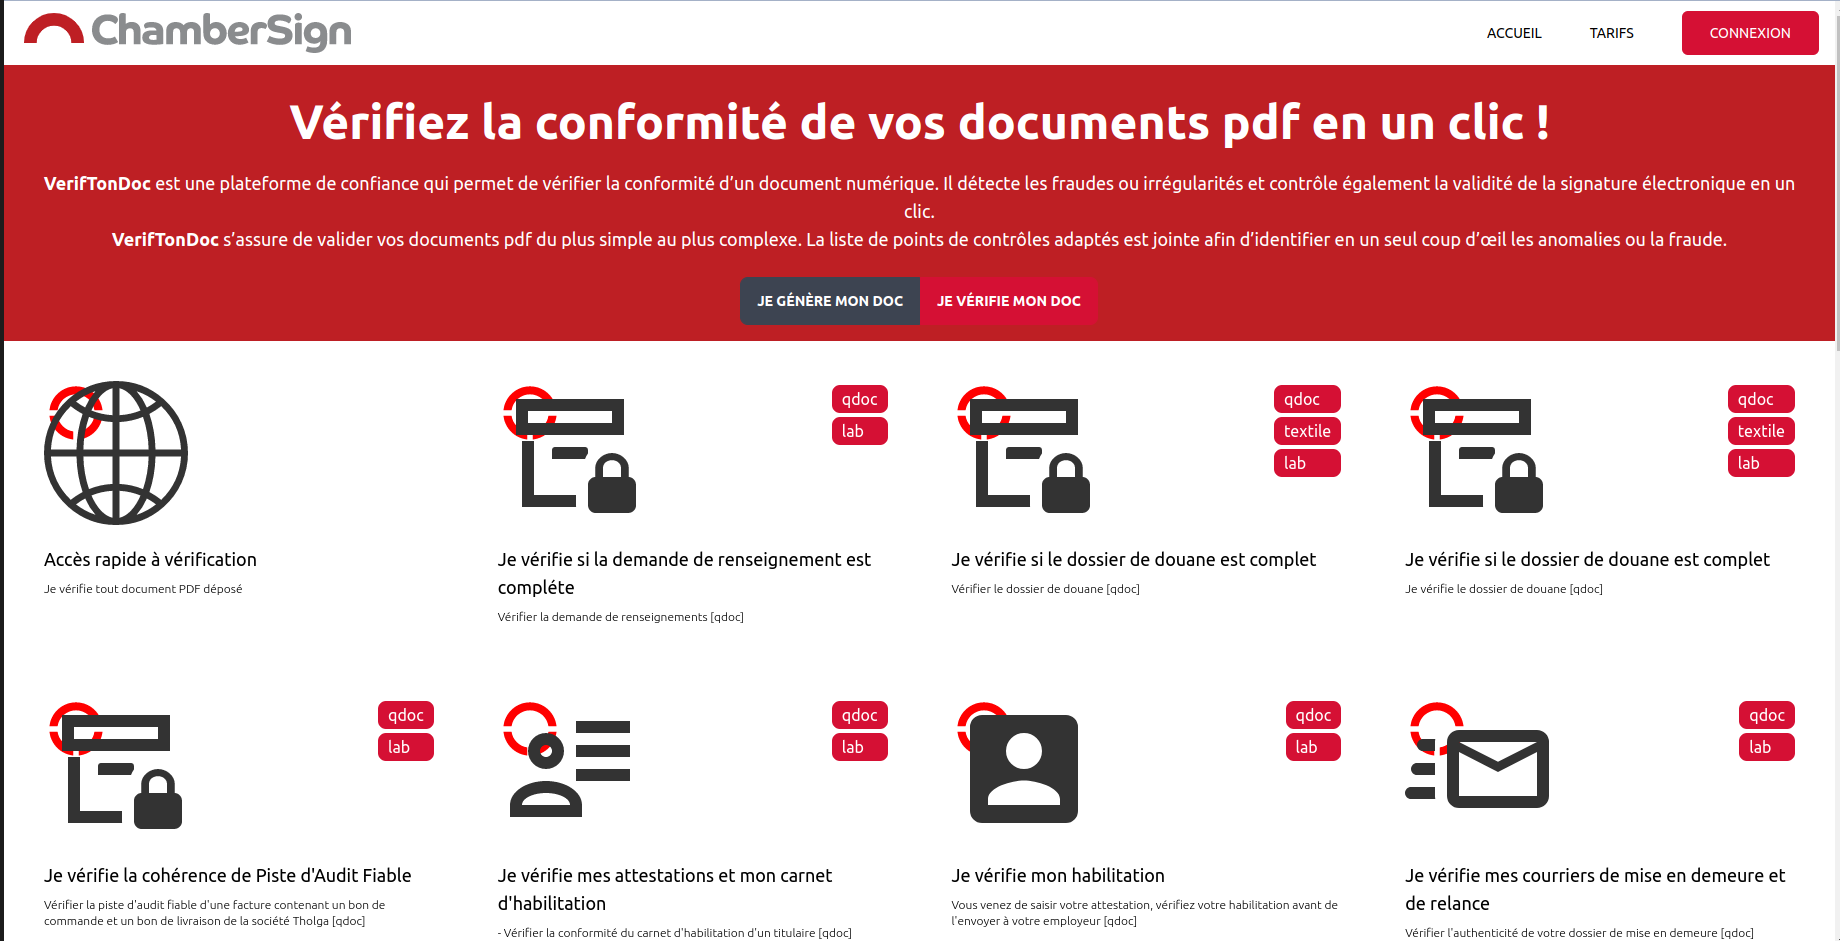 ChamberSign
ACCUEIL
TARIFS
CONNEXION
Vérifiez la conformité de vos documents pdf en un clic !
VerifTonDoc est une plateforme de confiance qui permet de vérifier la conformité d’un document numérique. Il détecte les fraudes ou irrégularités et contrôle également la validité de la signature électronique en un
clic.
VerifTonDoc s’assure de valider vos documents pdf du plus simple au plus complexe. La liste de points de contrôles adaptés est jointe afin d’identifier en un seul coup d’œil les anomalies ou la fraude.
JE GÉNÈRE MON DOC
JE VÉRIFIE MON DOC
Accès rapide à vérification
Je vérifie tout document PDF déposé
qdoc
lab
Je vérifie si la demande de renseignement est
compléte
Vérifier la demande de renseignements [qdoc]
qdoc
textile
lab
Je vérifie si le dossier de douane est complet
Vérifier le dossier de douane [qdoc]
qdoc
textile
lab
Je vérifie si le dossier de douane est complet
Je vérifie le dossier de douane [qdoc]
qdoc
lab
Je vérifie la cohérence de Piste d'Audit Fiable
Vérifier la piste d'audit fiable d'une facture contenant un bon de
commande et un bon de livraison de la société Tholga [qdoc]
qdoc
lab
Je vérifie mes attestations et mon carnet
d'habilitation
- Vérifier la conformité du carnet d'habilitation d'un titulaire [qdoc]
qdoc
lab
Je vérifie mon habilitation
Vous venez de saisir votre attestation, vérifiez votre habilitation avant de
l'envoyer à votre employeur [qdoc]
qdoc
lab
Je vérifie mes courriers de mise en demeure et
de relance
Vérifier l'authenticité de votre dossier de mise en demeure [qdoc]